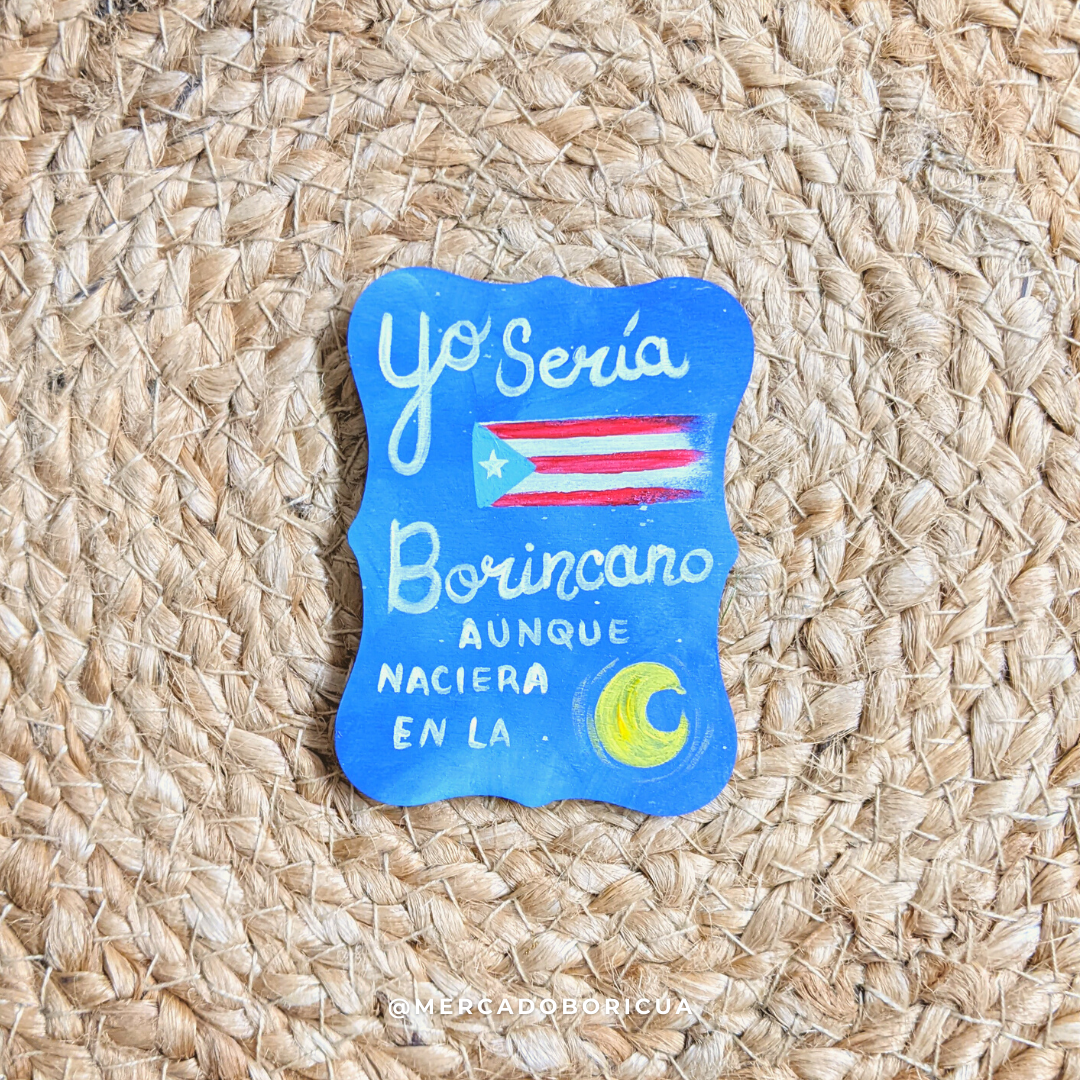 Yo Sería
Borincano
AUNQUE
NACIERA
EN LA
@MERCADOBORICUA